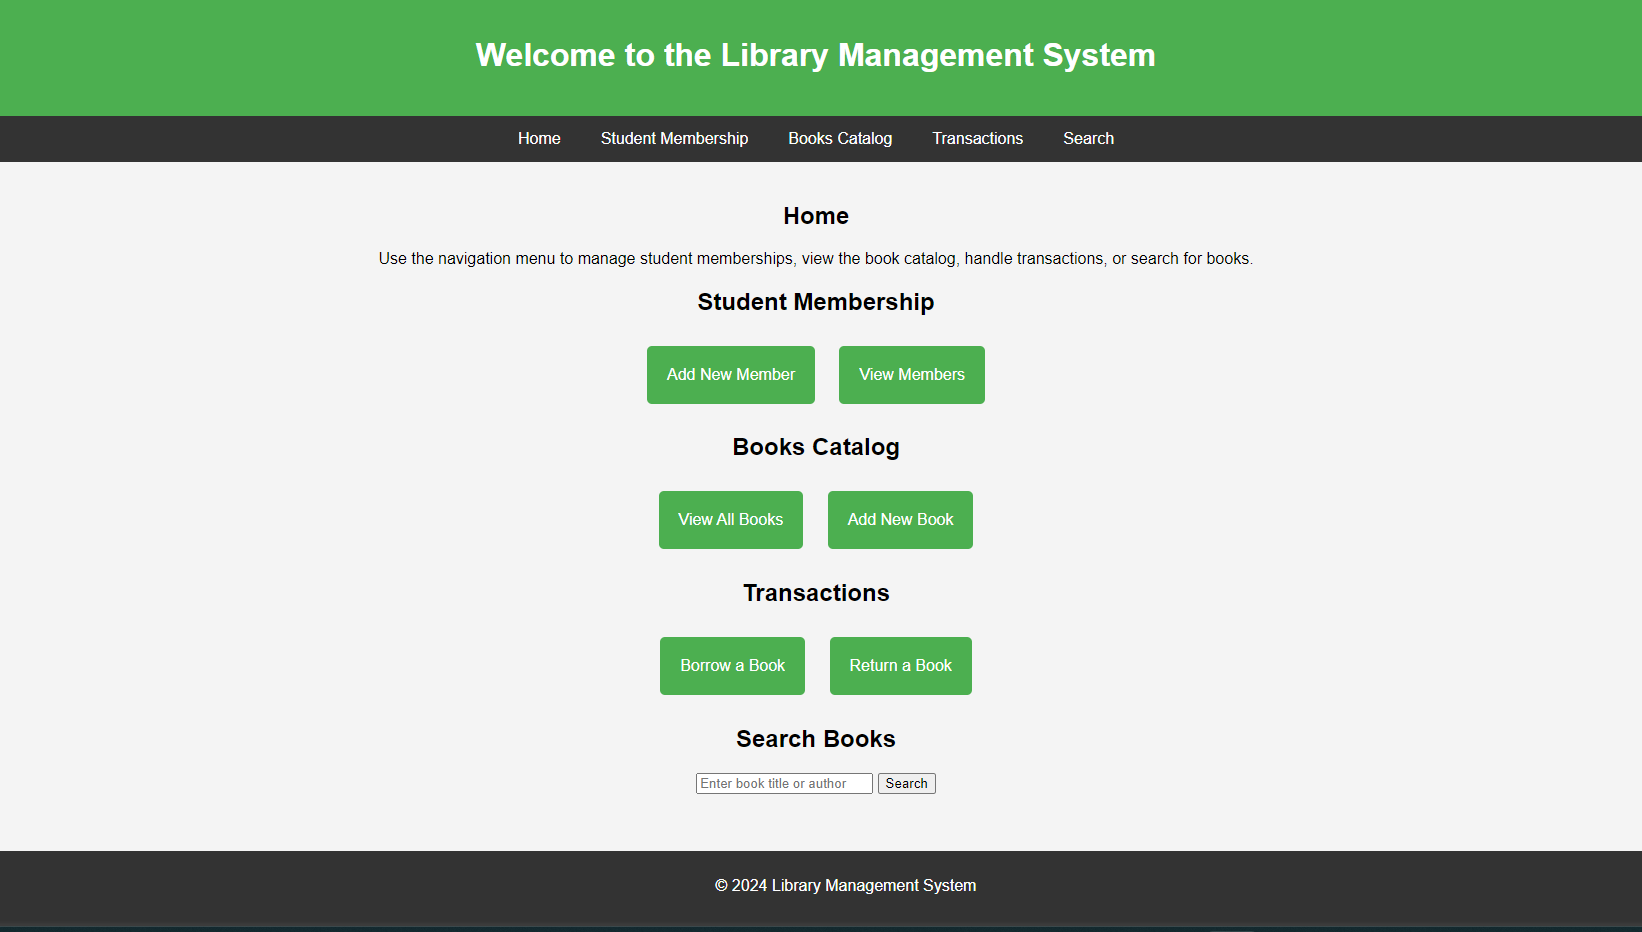 Welcome to the Library Management System
Home Student Membership Books Catalog Transactions Search
Home
Use the navigation menu to manage student memberships, view the book catalog, handle transactions, or search for books.
Student Membership
Add New Member View Members
Books Catalog
View All Books Add New Book
Transactions
Borrow a Book Return a Book
Search Books
Enter book title or author Search
© 2024 Library Management System